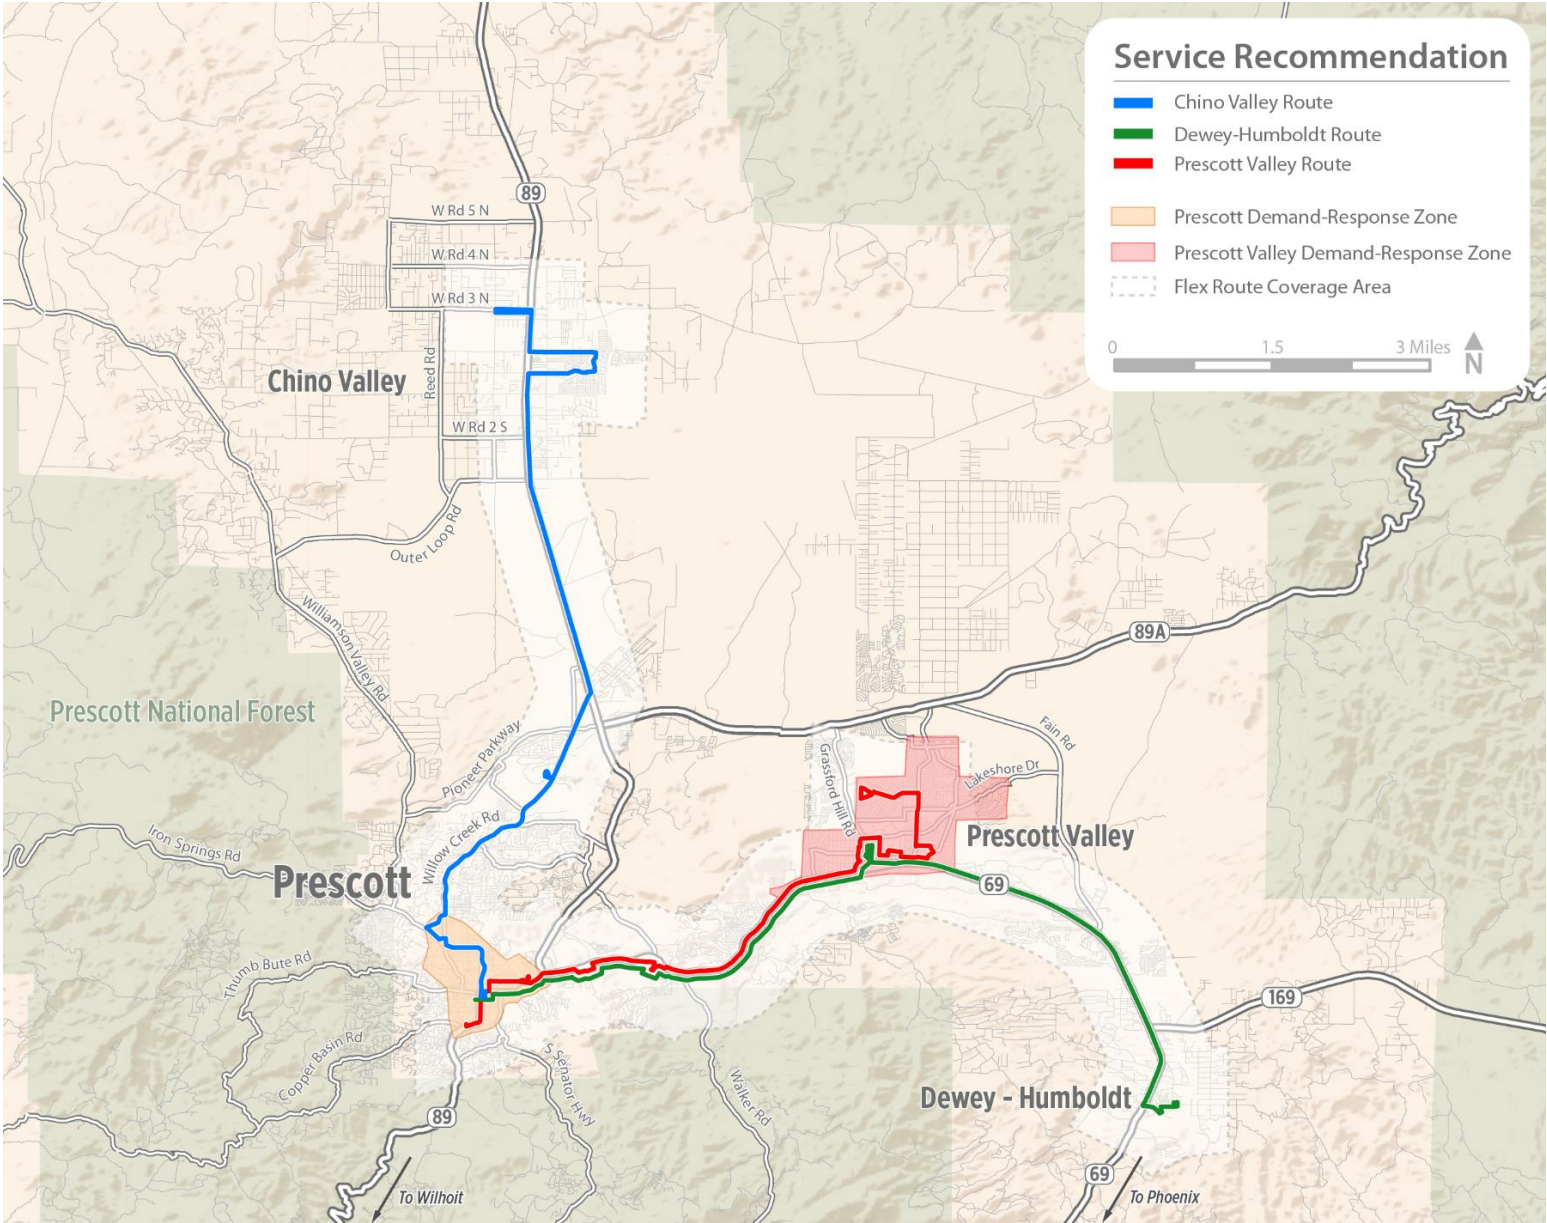 Service Recommendation
Chino Valley Route
Dewey-Humboldt Route
Prescott Valley Route
Prescott Demand-Response Zone
Prescott Valley Demand-Response Zone
Flex Route Coverage Area
0 1.5 3 Miles
N
89
W Rd 5 N
W Rd 4 N
W Rd 3 N
Reed Rd
Chino Valley
W Rd 2 S
Outer Loop Rd
Williamson Valley Rd
89A
Prescott National Forest
Pioneer Parkway
Fain Rd
Grassford Hill Rd
Lakeshore Dr
Willow Creek Rd
Iron Springs Rd
Prescott Valley
Prescott
69
Thumb Bute Rd
169
Copper Basin Rd
S Senator Hwy
Walker Rd
Dewey - Humboldt
89
69
To Wilhoit
To Phoenix